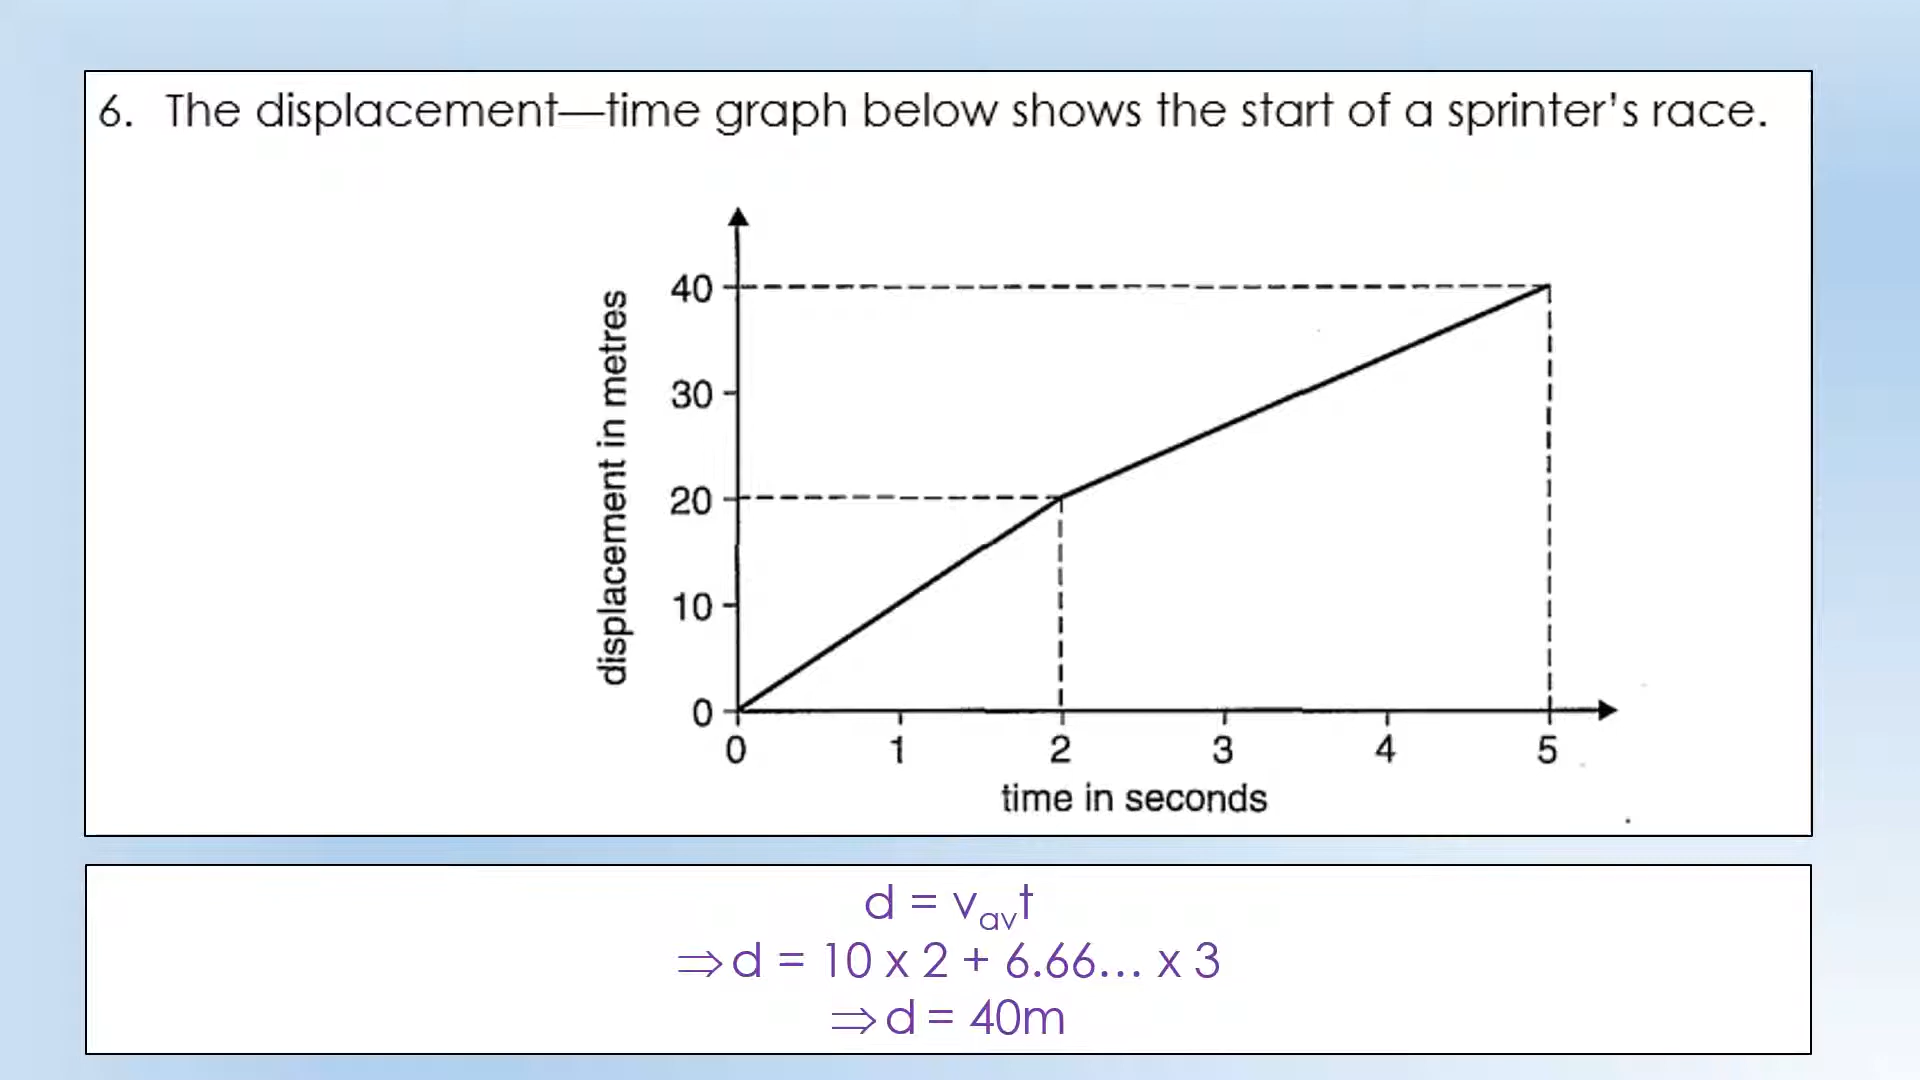 6. The displacement—time graph below shows the start of a sprinter's race.
displacement in metres
40
30
20
10
0
0 1 2 3 4 5
time in seconds
d = vₐᵥt
⇒d = 10 x 2 + 6.66... x 3
⇒d = 40m